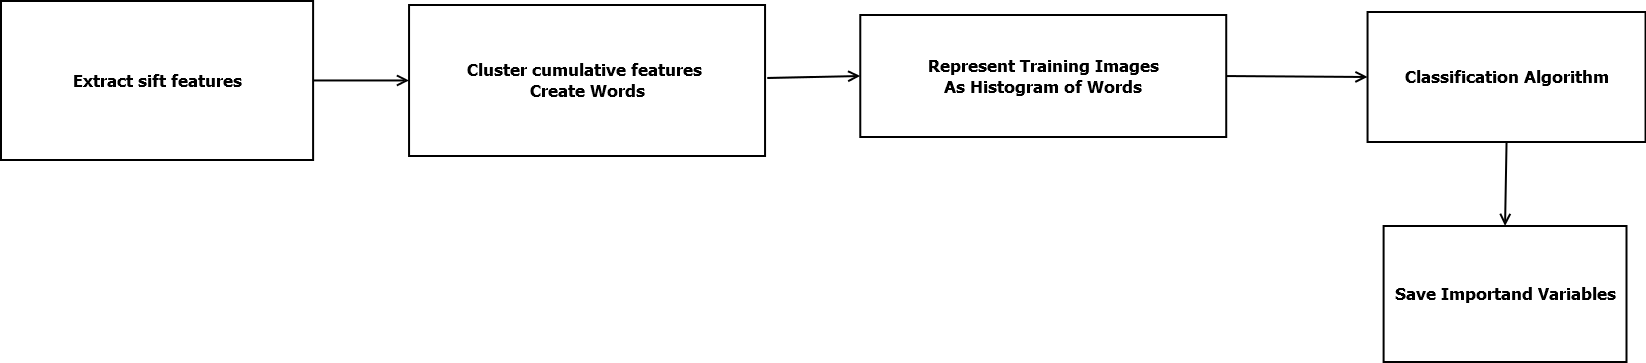 Extract sift features
Cluster cumulative features
Create Words
Represent Training Images
As Histogram of Words
Classification Algorithm
Save Importand Variables